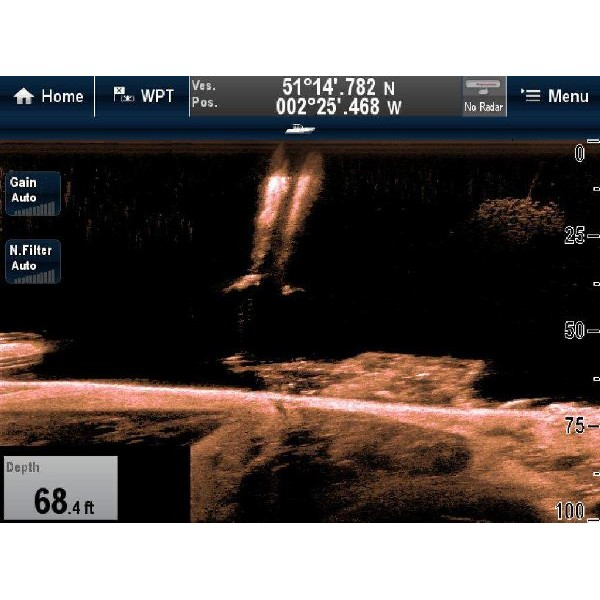 Home
WPT
Ves.
Pos.
51°14'.782 N
002°25'.468 W
No Radar
Menu
0
Gain
Auto
25
N.Filter
Auto
50
75
Depth
68.4 ft
100